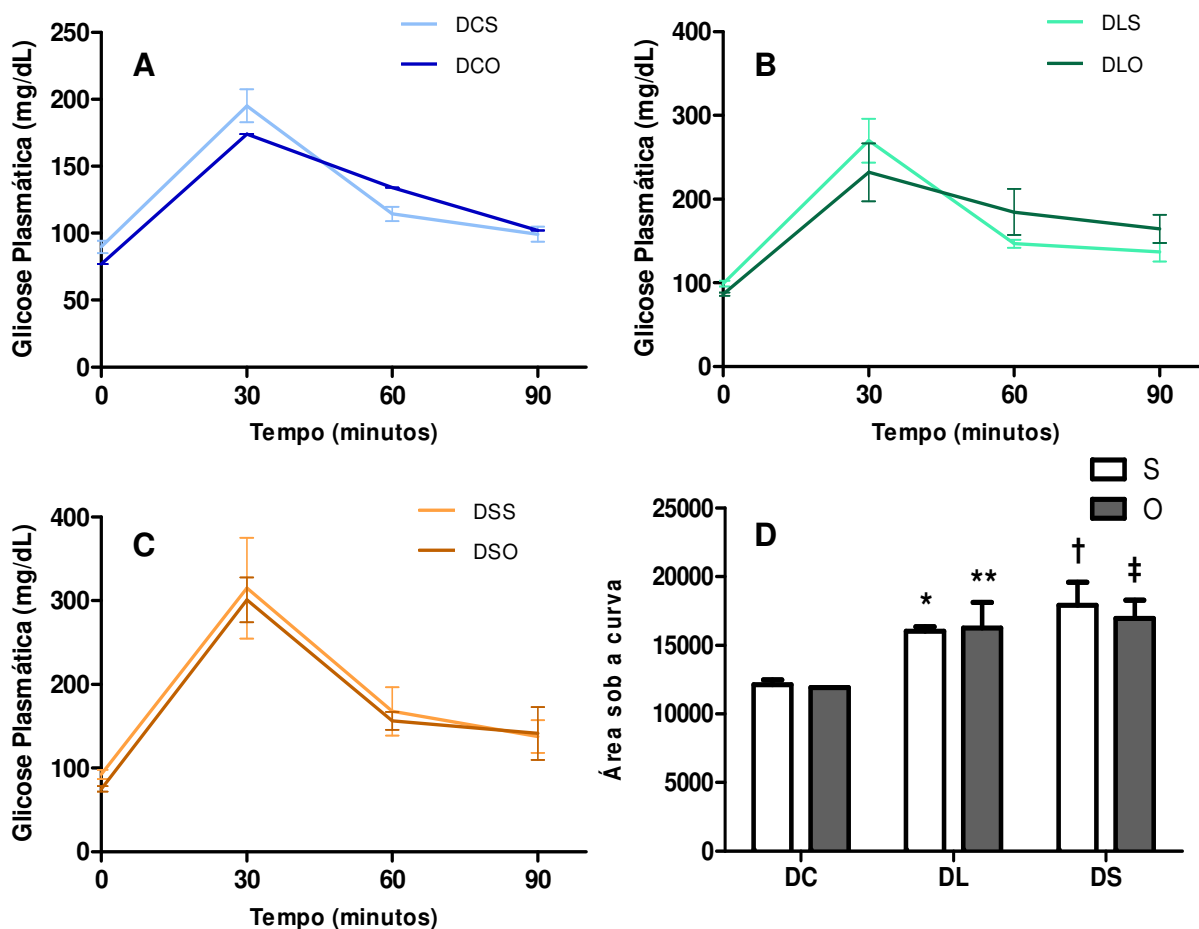 A
DCS
DCO
Glicose Plasmática (mg/dL)
250
200
150
100
50
0
0 30 60 90
Tempo (minutos)
B
DLS
DLO
Glicose Plasmática (mg/dL)
400
300
200
100
0
0 30 60 90
Tempo (minutos)
C
DSS
DSO
Glicose Plasmática (mg/dL)
400
300
200
100
0
0 30 60 90
Tempo (minutos)
D
S
O
Área sob a curva
25000
20000
15000
10000
5000
0
* ** † ‡
DC DL DS